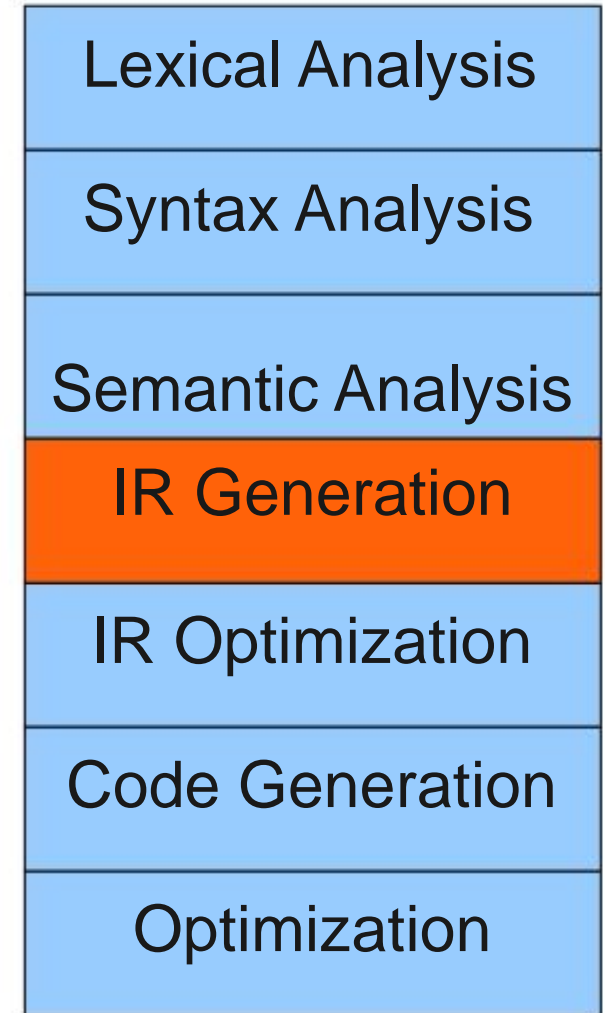 Lexical Analysis
Syntax Analysis
Semantic Analysis
IR Generation
IR Optimization
Code Generation
Optimization